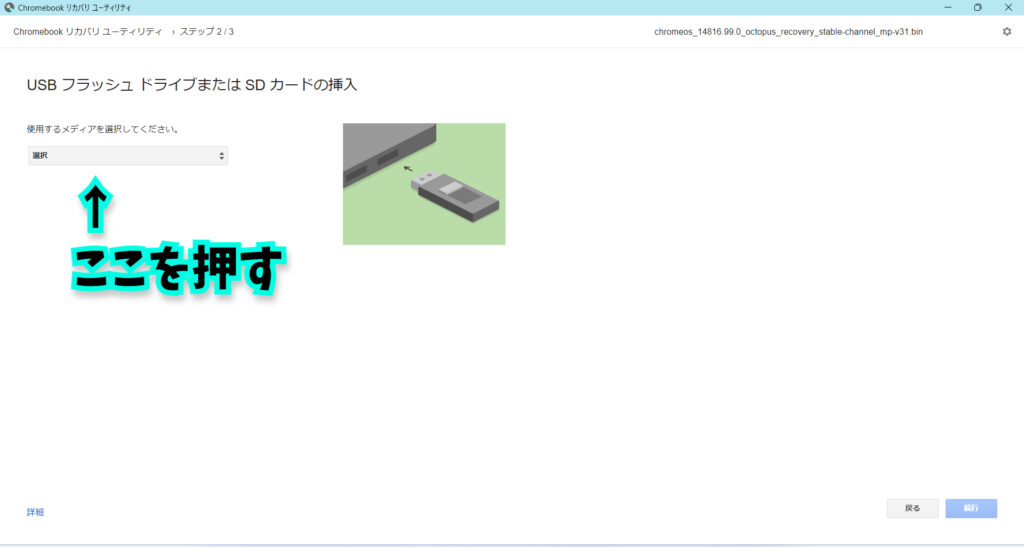 Chromebook リカバリ ユーティリティ
Chromebook リカバリ ユーティリティ › ステップ 2 / 3
chromeos_14816.99.0_octopus_recovery_stable-channel_mp-v31.bin
USB フラッシュ ドライブまたは SD カードの挿入
使用するメディアを選択してください。
選択
↑
ここを押す
詳細
戻る
続行